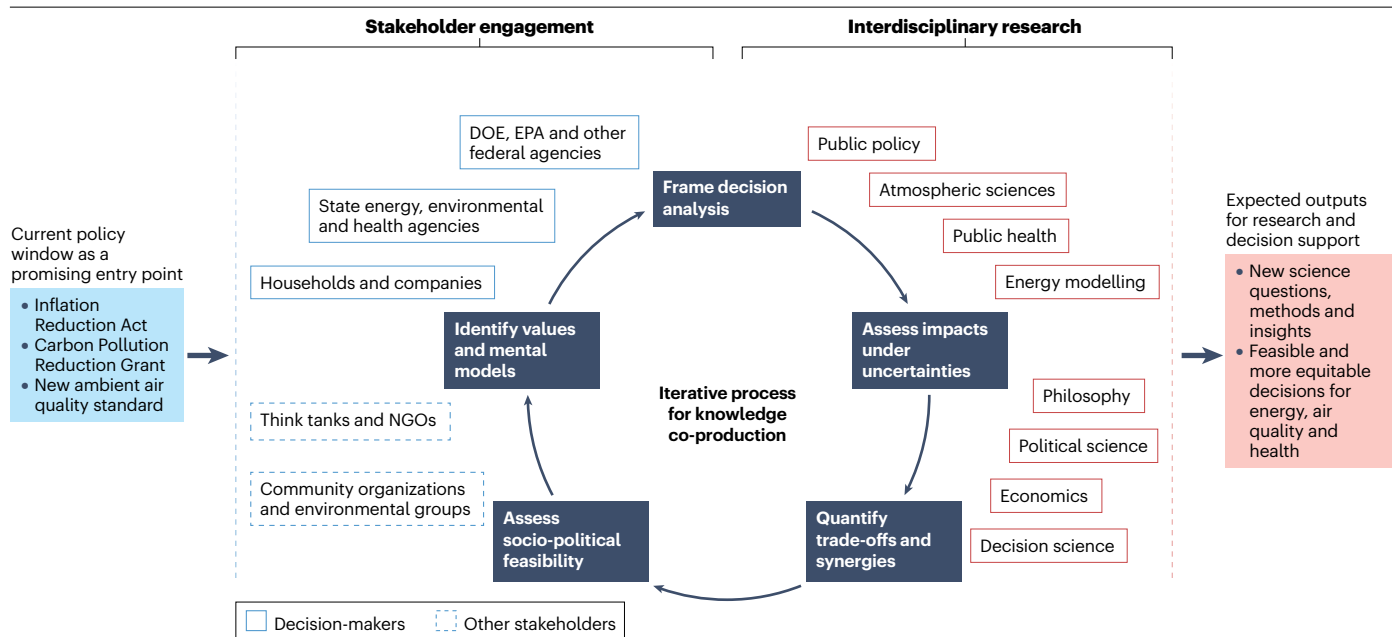 Stakeholder engagement
Interdisciplinary research
Current policy
window as a
promising entry point
• Inflation
Reduction Act
• Carbon Pollution
Reduction Grant
• New ambient air
quality standard
DOE, EPA and other
federal agencies
State energy, environmental
and health agencies
Households and companies
Think tanks and NGOs
Community organizations
and environmental groups
Frame decision
analysis
Identify values
and mental
models
Assess impacts
under
uncertainties
Iterative process
for knowledge
co-production
Assess
socio-political
feasibility
Quantify
trade-offs and
synergies
Public policy
Atmospheric sciences
Public health
Energy modelling
Philosophy
Political science
Economics
Decision science
Expected outputs
for research and
decision support
• New science
questions,
methods and
insights
• Feasible and
more equitable
decisions for
energy, air
quality and
health
Decision-makers
Other stakeholders